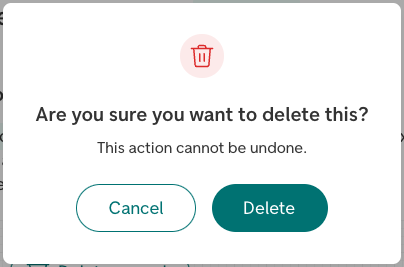 Are you sure you want to delete this?
This action cannot be undone.
Cancel
Delete